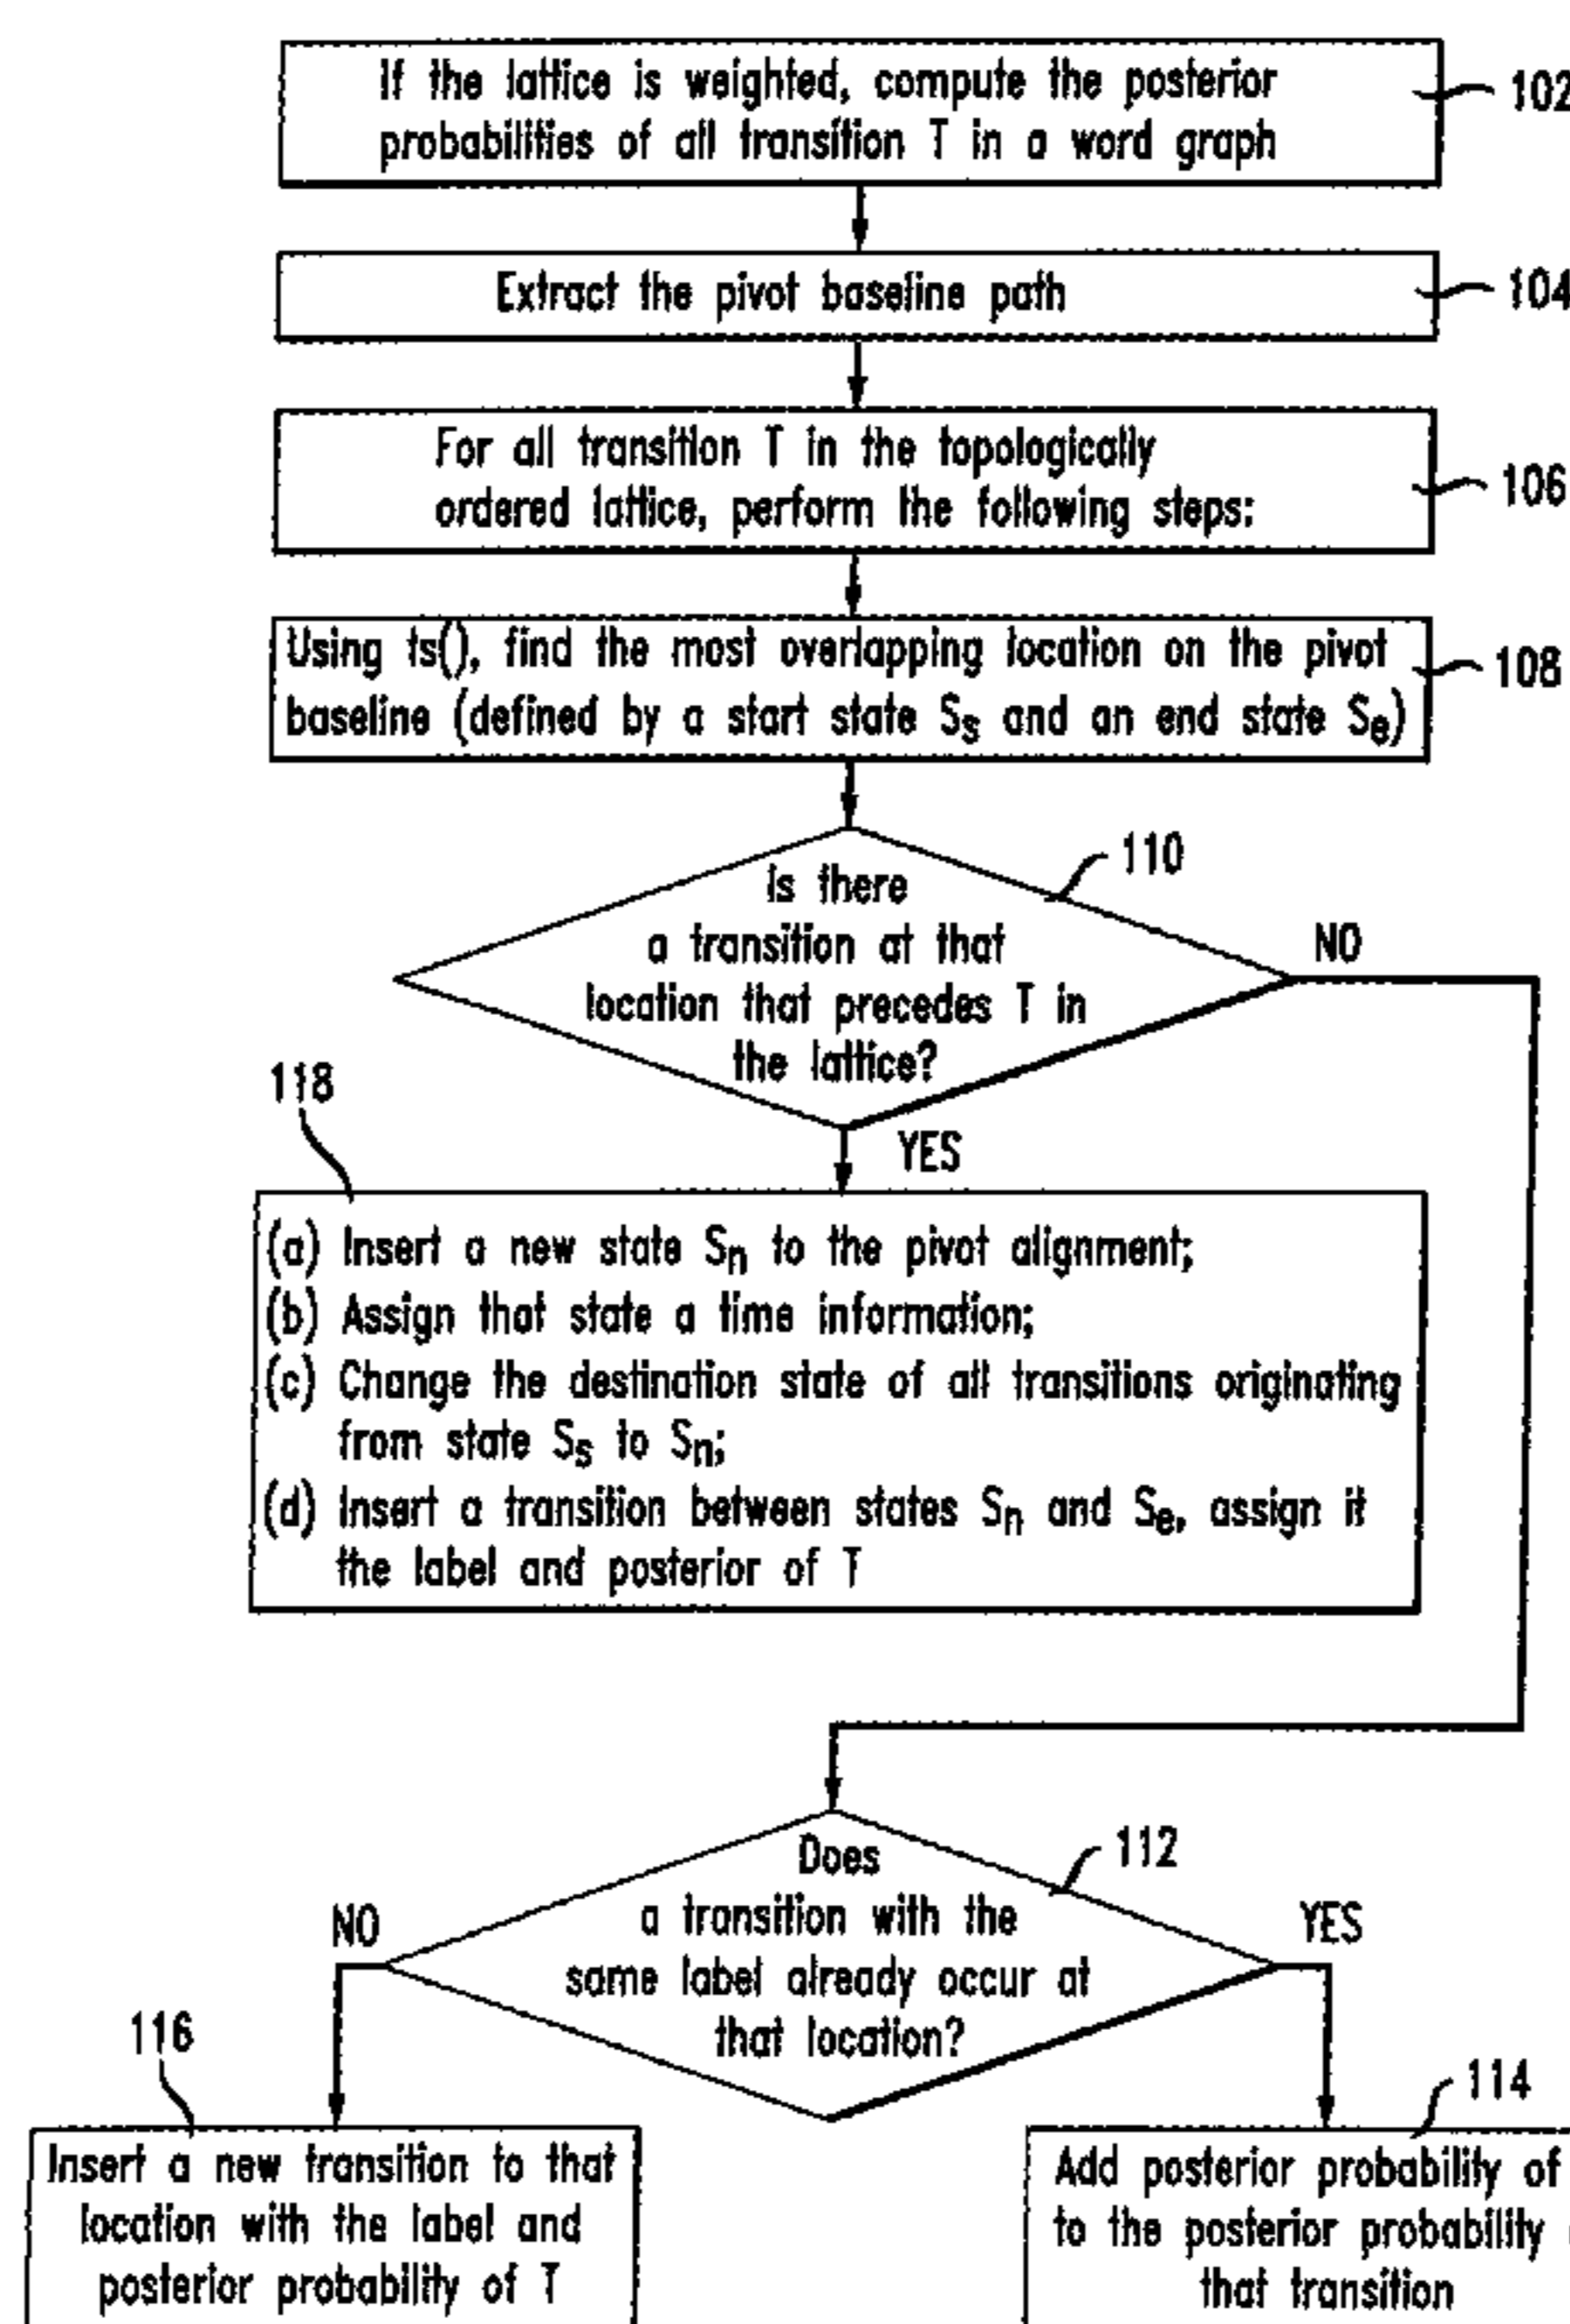 If the lattice is weighted, compute the posterior
probabilities of all transition T in a word graph
102
Extract the pivot baseline path
104
For all transition T in the topologically
ordered lattice, perform the following steps:
106
Using ts(), find the most overlapping location on the pivot
baseline (defined by a start state Ss and an end state Se)
108
110
Is there
a transition at that
location that precedes T in
the lattice?
NO
YES
118
(a) Insert a new state Sn to the pivot alignment;
(b) Assign that state a time information;
(c) Change the destination state of all transitions originating
from state Ss to Sn;
(d) Insert a transition between states Sn and Se, assign it
the label and posterior of T
112
Does
a transition with the
same label already occur at
that location?
NO
YES
116
Insert a new transition to that
location with the label and
posterior probability of T
114
Add posterior probability of
to the posterior probability
that transition